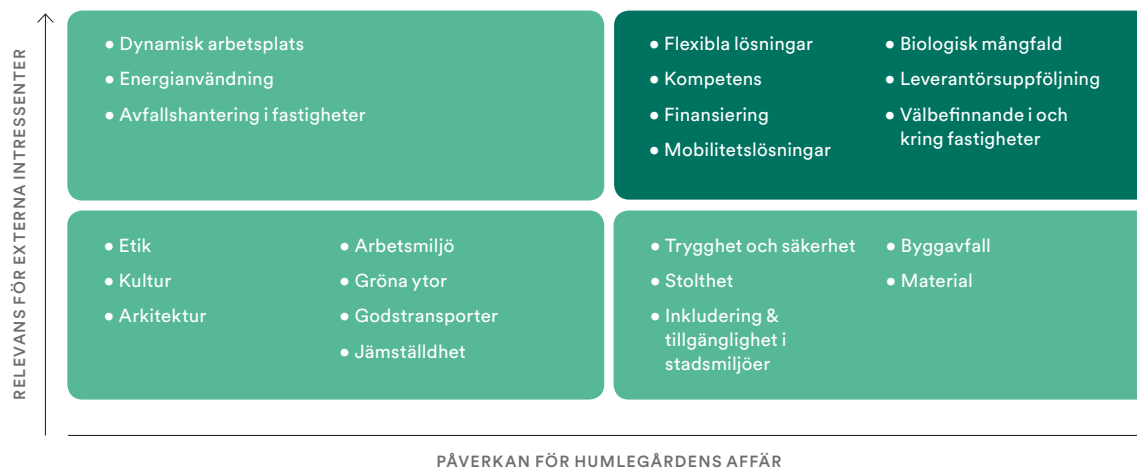 RELEVANS FÖR EXTERNA INTRESSENTER
• Dynamisk arbetsplats
• Energianvändning
• Avfallshantering i fastigheter
• Flexibla lösningar
• Kompetens
• Finansiering
• Mobilitetslösningar
• Biologisk mångfald
• Leverantörsuppföljning
• Välbefinnande i och
kring fastigheter
• Etik
• Kultur
• Arkitektur
• Arbetsmiljö
• Gröna ytor
• Godstransporter
• Jämställdhet
• Trygghet och säkerhet
• Stolthet
• Inkludering &
tillgänglighet i
stadsmiljöer
• Byggavfall
• Material
PÅVERKAN FÖR HUMLEGÅRDENS AFFÄR